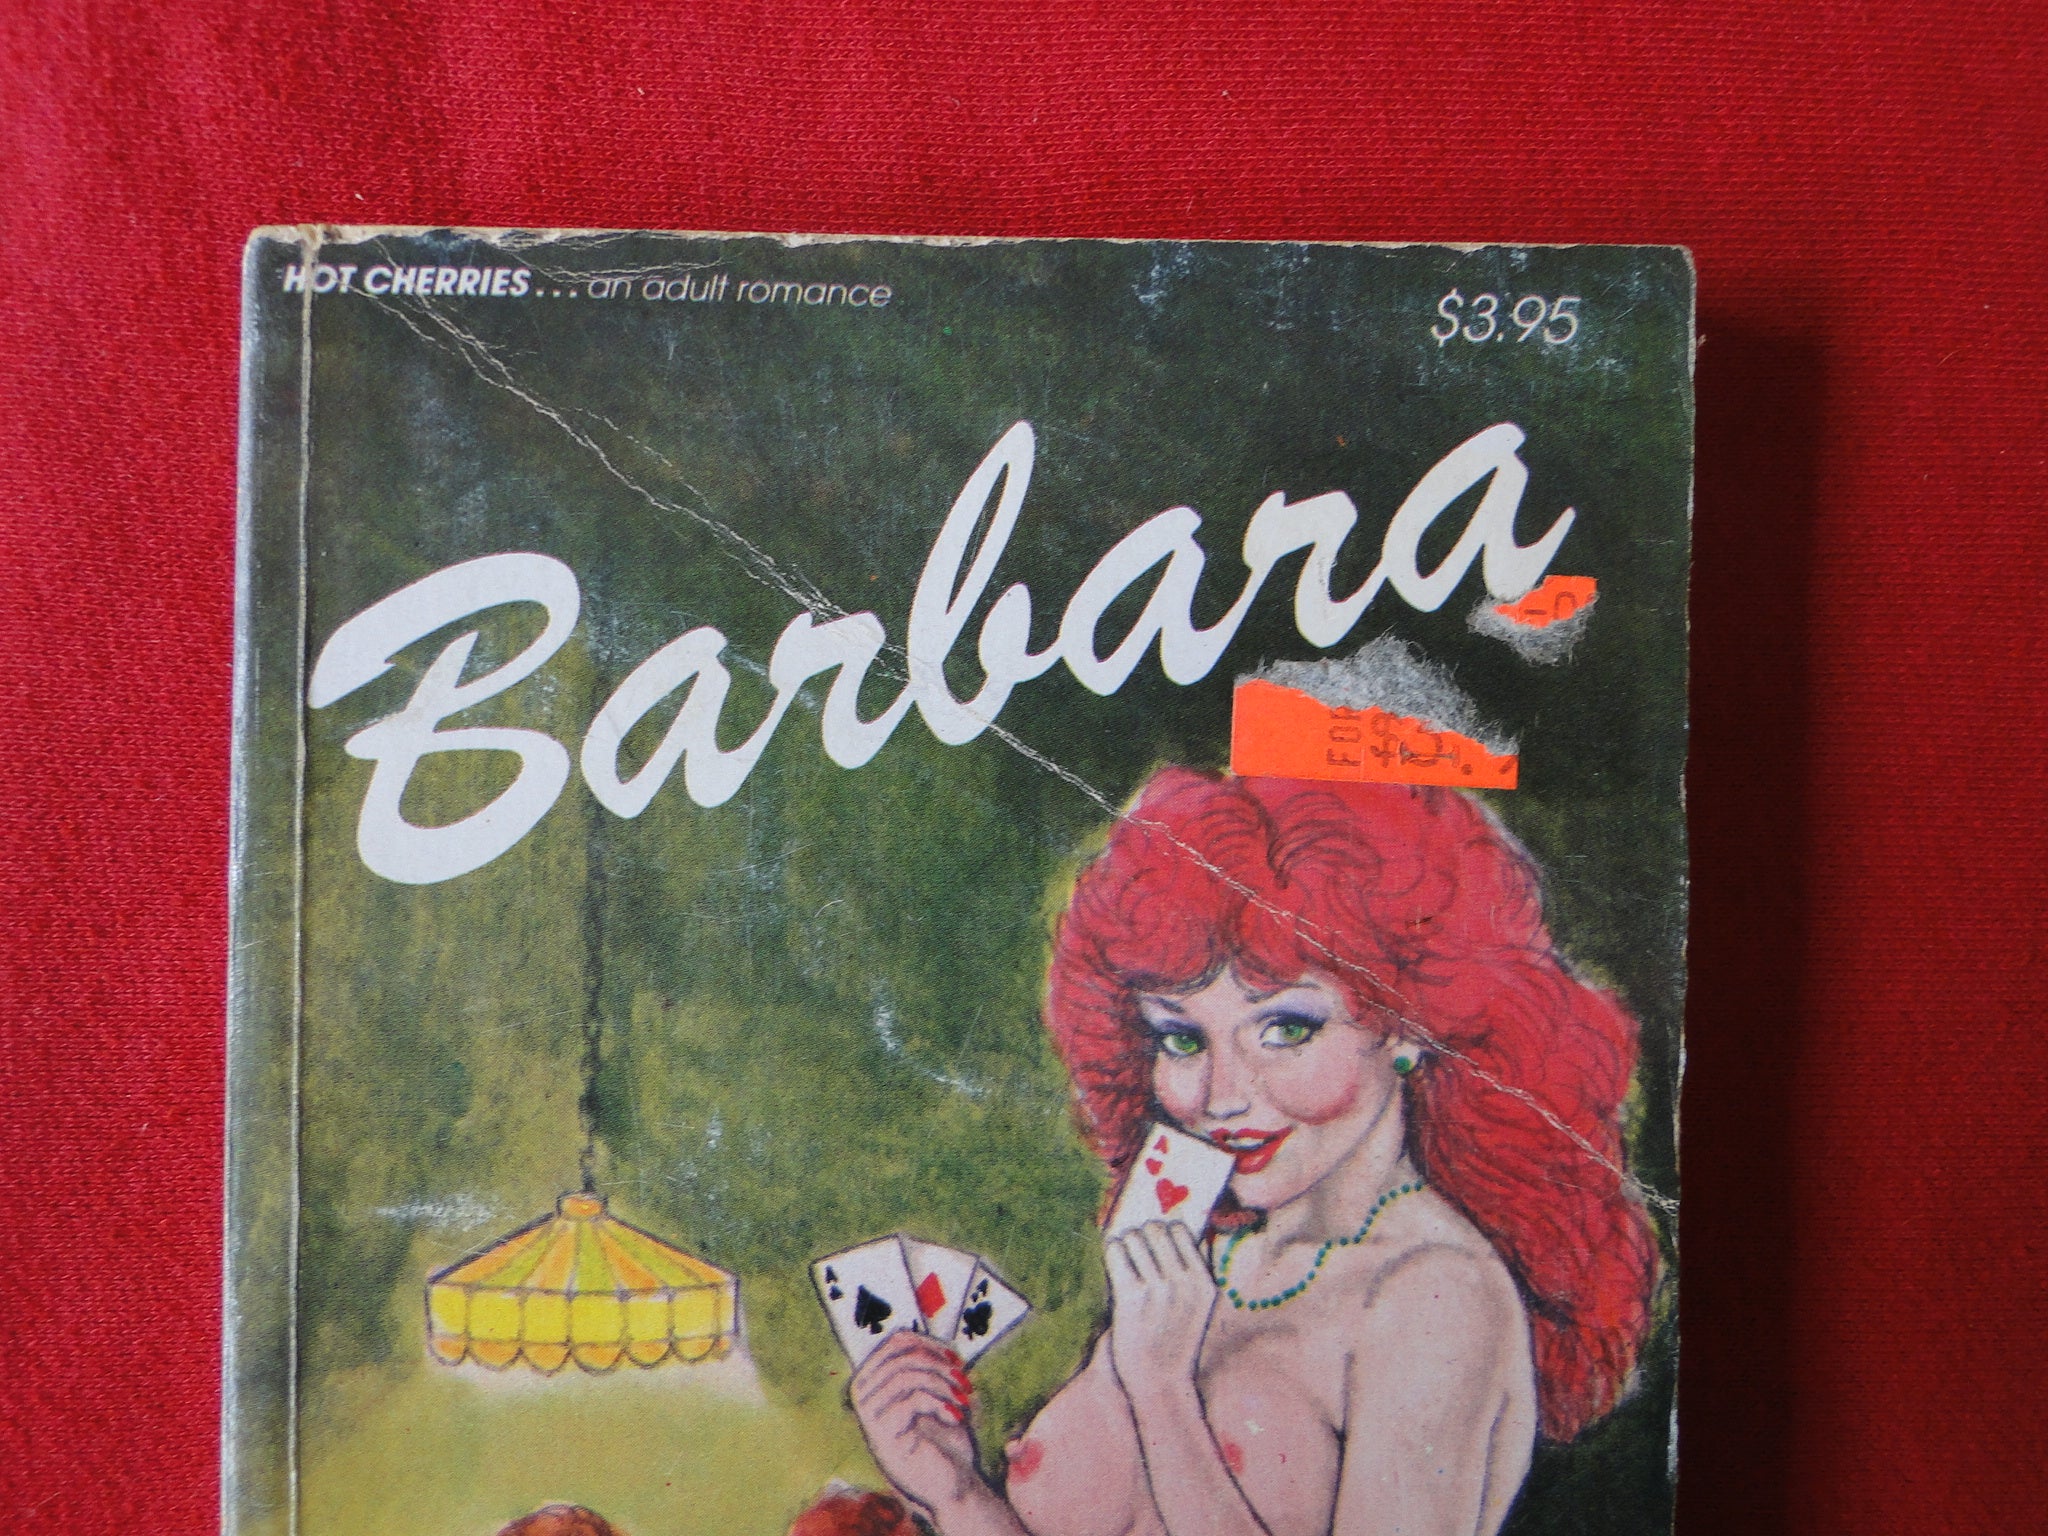 HOT CHERRIES... an adult romance
$3.95
Barbara
A
A
A